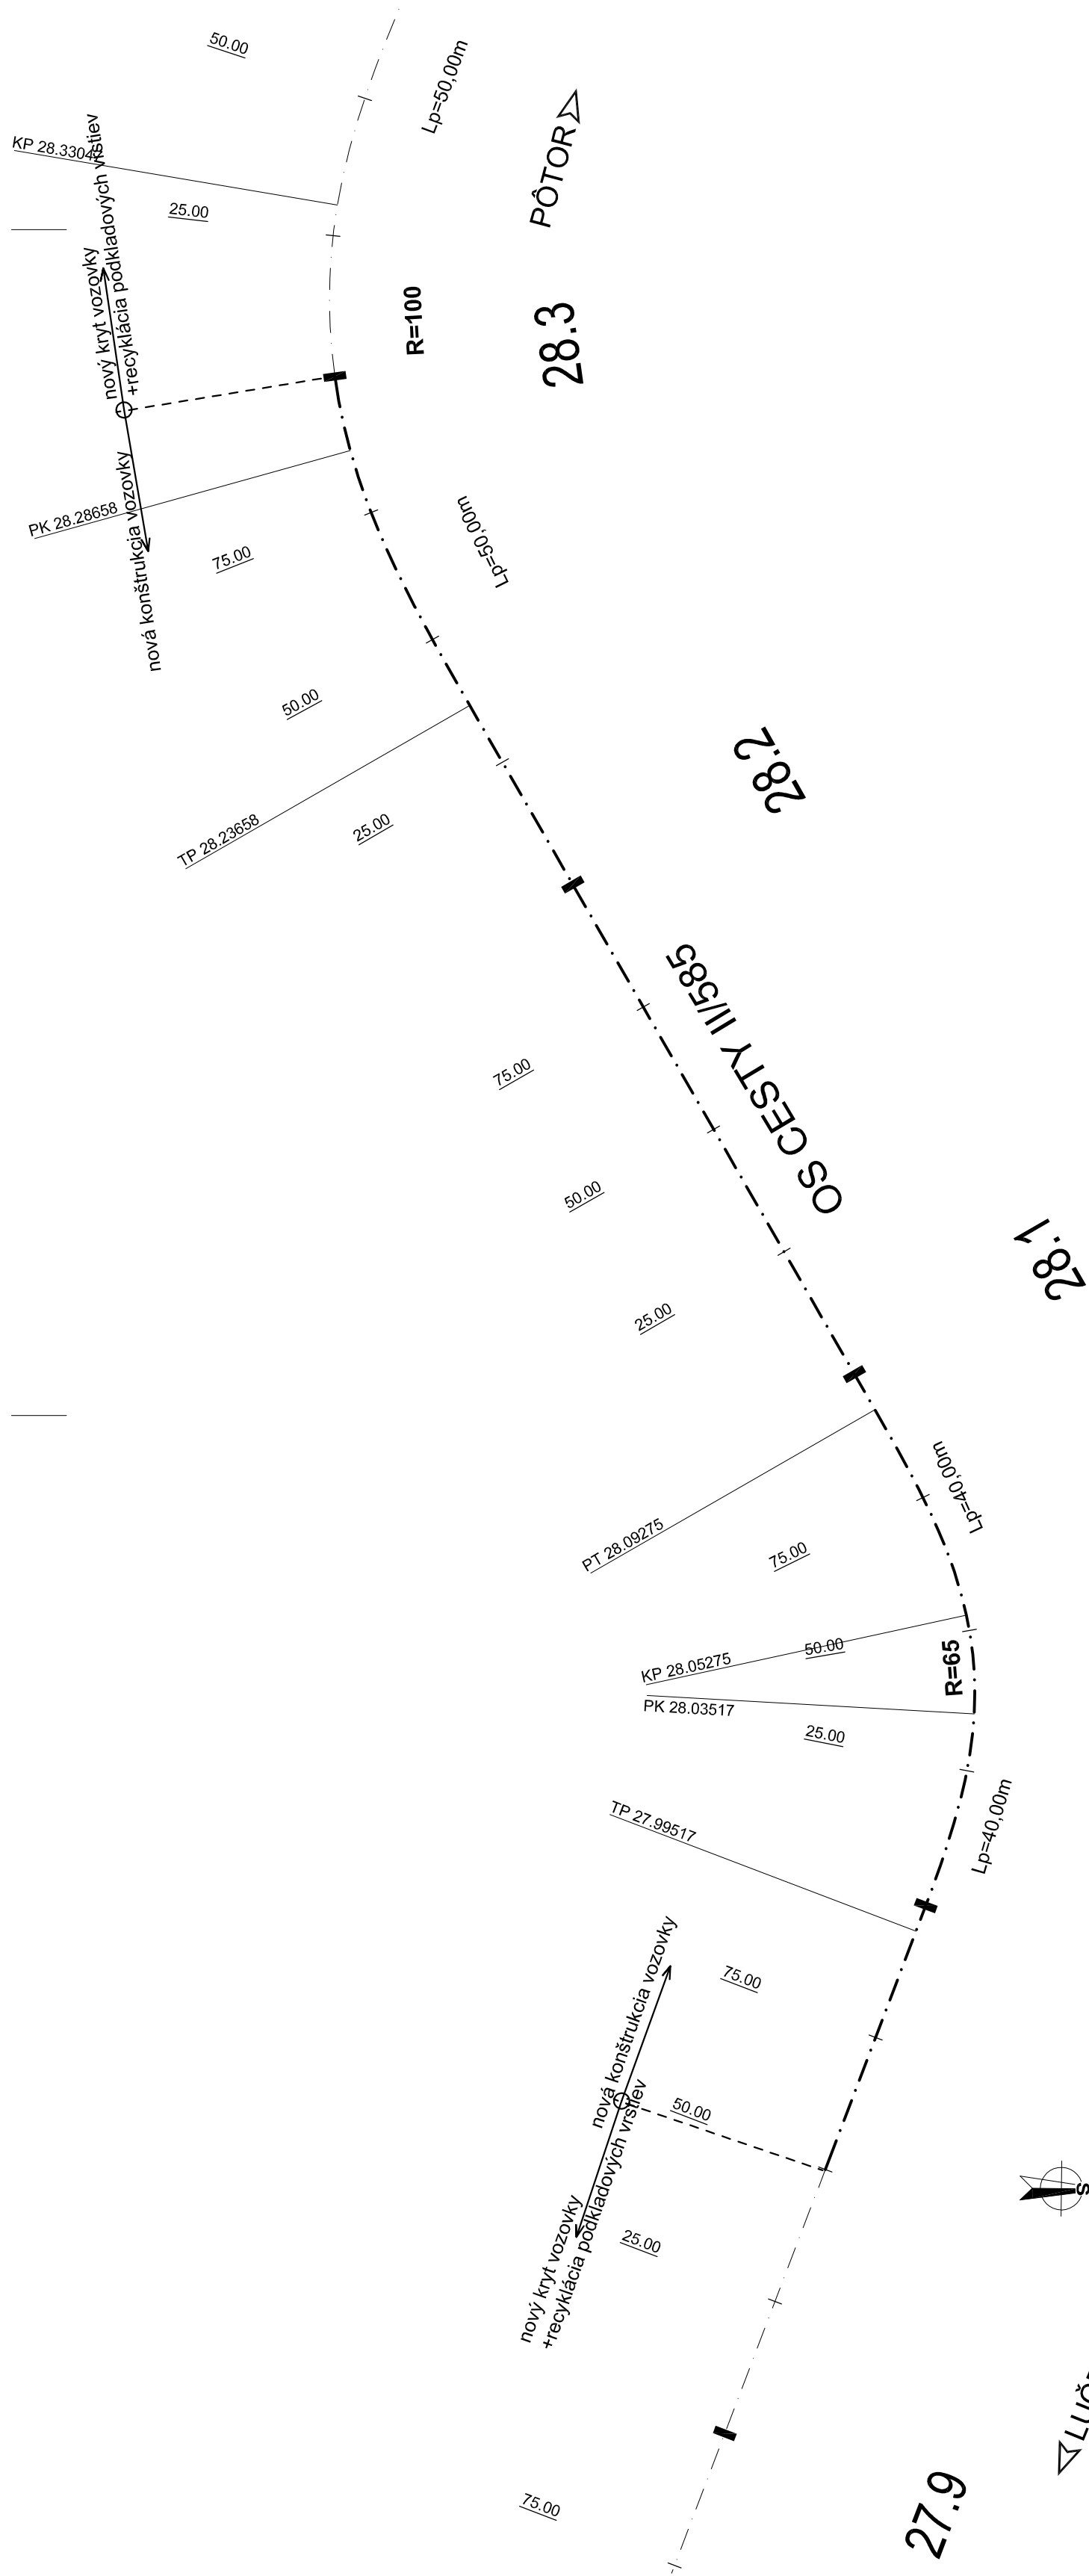 50.00
Lp=50,00m
KP 28.3304
nový kryt vozovky
+recyklácia podkladových vrstiev
25.00
PÔTOR
R=100
28.3
PK 28.28658
nová konštrukcia vozovky
75.00
Lp=50,00m
50.00
28.2
TP 28.23658
25.00
OS CESTY II/585
75.00
50.00
28.1
25.00
Lp=40,00m
PT 28.09275
75.00
KP 28.05275
50.00
R=65
PK 28.03517
25.00
Lp=40,00m
TP 27.99517
nová konštrukcia vozovky
75.00
50.00
nový kryt vozovky
+recyklácia podkladových vrstiev
25.00
S
27.9
75.00